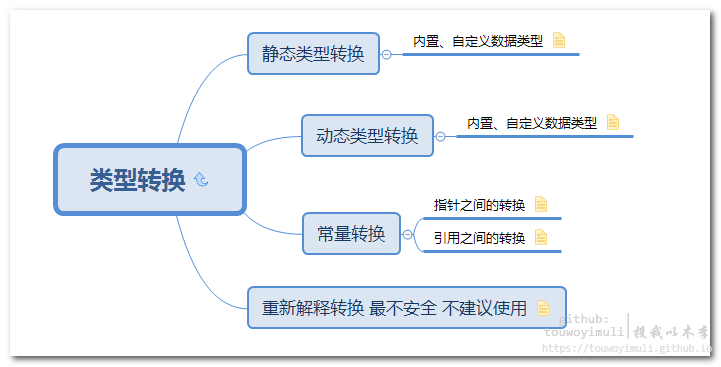 静态类型转换
内置、自定义数据类型
动态类型转换
内置、自定义数据类型
类型转换
指针之间的转换
常量转换
引用之间的转换
重新解释转换 最不安全 不建议使用
github:
touwoyimuli
投我以木李
https://touwoyimuli.github.io